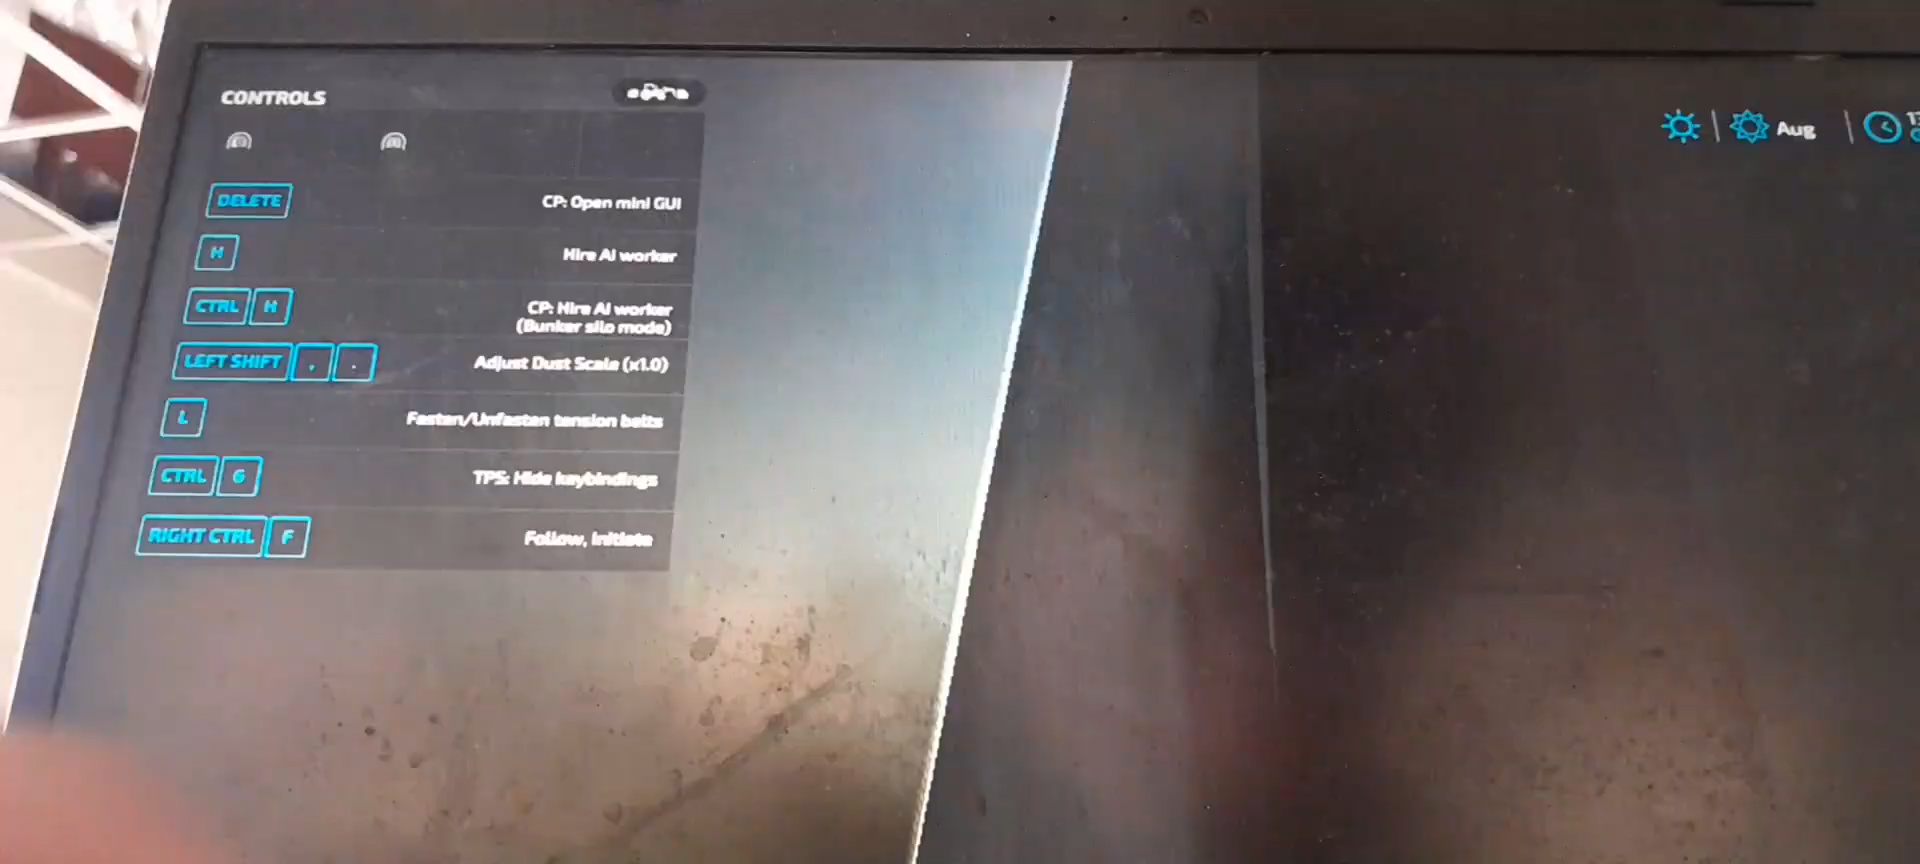 CONTROLS
DELETE CP: Open mini GUI
H Hire AI worker
CTRL H CP: Hire AI worker
(Bunker silo mode)
LEFT SHIFT , . Adjust Dust Scale (x1.0)
L Fasten/Unfasten tension belts
CTRL G TPS: Hide keybindings
RIGHT CTRL F Follow, initiate
Aug